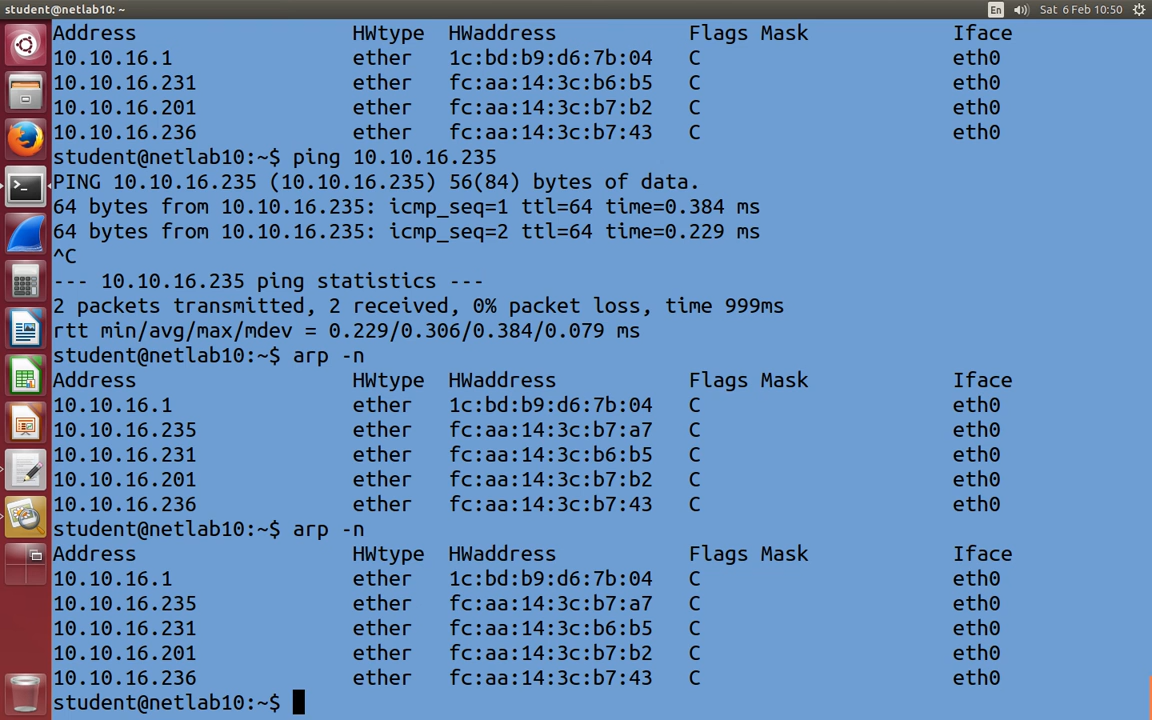 student@netlab10: ~
En
Sat 6 Feb 10:50
Address HWtype HWaddress Flags Mask Iface
10.10.16.1 ether 1c:bd:b9:d6:7b:04 C eth0
10.10.16.231 ether fc:aa:14:3c:b6:b5 C eth0
10.10.16.201 ether fc:aa:14:3c:b7:b2 C eth0
10.10.16.236 ether fc:aa:14:3c:b7:43 C eth0
student@netlab10:~$ ping 10.10.16.235
PING 10.10.16.235 (10.10.16.235) 56(84) bytes of data.
64 bytes from 10.10.16.235: icmp_seq=1 ttl=64 time=0.384 ms
64 bytes from 10.10.16.235: icmp_seq=2 ttl=64 time=0.229 ms
^C
--- 10.10.16.235 ping statistics ---
2 packets transmitted, 2 received, 0% packet loss, time 999ms
rtt min/avg/max/mdev = 0.229/0.306/0.384/0.079 ms
student@netlab10:~$ arp -n
Address HWtype HWaddress Flags Mask Iface
10.10.16.1 ether 1c:bd:b9:d6:7b:04 C eth0
10.10.16.235 ether fc:aa:14:3c:b7:a7 C eth0
10.10.16.231 ether fc:aa:14:3c:b6:b5 C eth0
10.10.16.201 ether fc:aa:14:3c:b7:b2 C eth0
10.10.16.236 ether fc:aa:14:3c:b7:43 C eth0
student@netlab10:~$ arp -n
Address HWtype HWaddress Flags Mask Iface
10.10.16.1 ether 1c:bd:b9:d6:7b:04 C eth0
10.10.16.235 ether fc:aa:14:3c:b7:a7 C eth0
10.10.16.231 ether fc:aa:14:3c:b6:b5 C eth0
10.10.16.201 ether fc:aa:14:3c:b7:b2 C eth0
10.10.16.236 ether fc:aa:14:3c:b7:43 C eth0
student@netlab10:~$